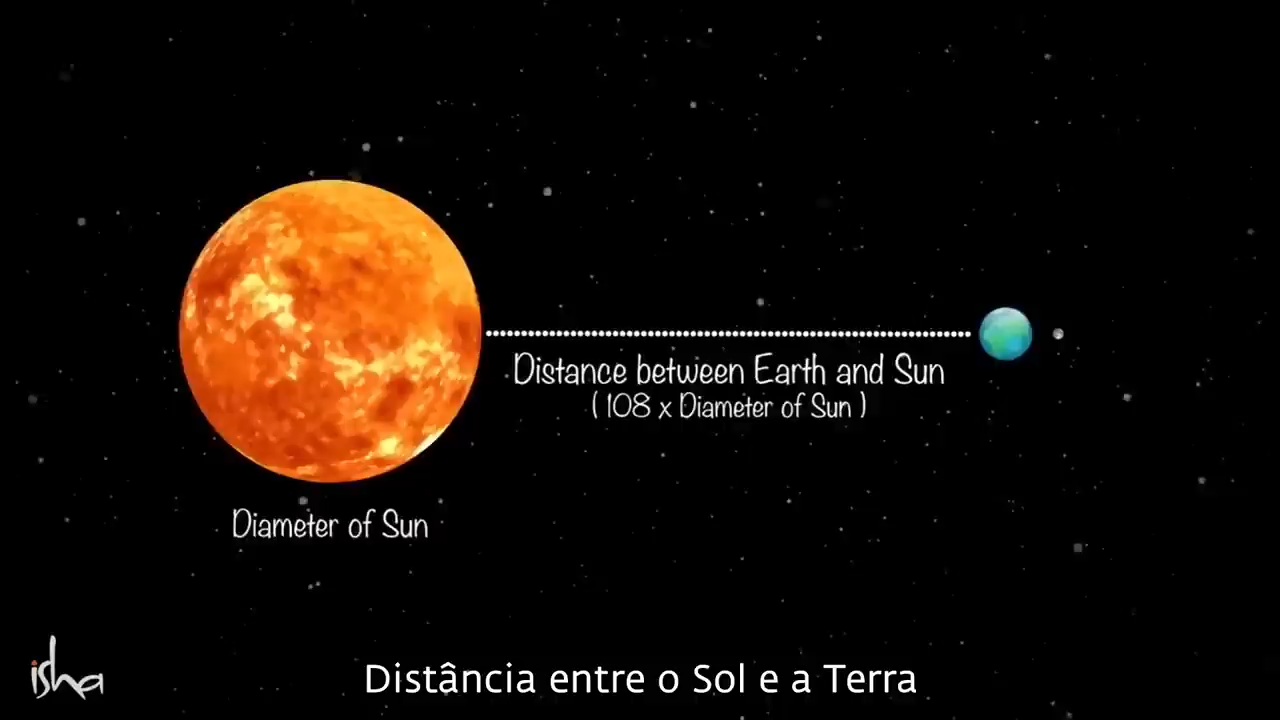 Distance between Earth and Sun
( 108 x Diameter of Sun )
Diameter of Sun
isha
Distância entre o Sol e a Terra